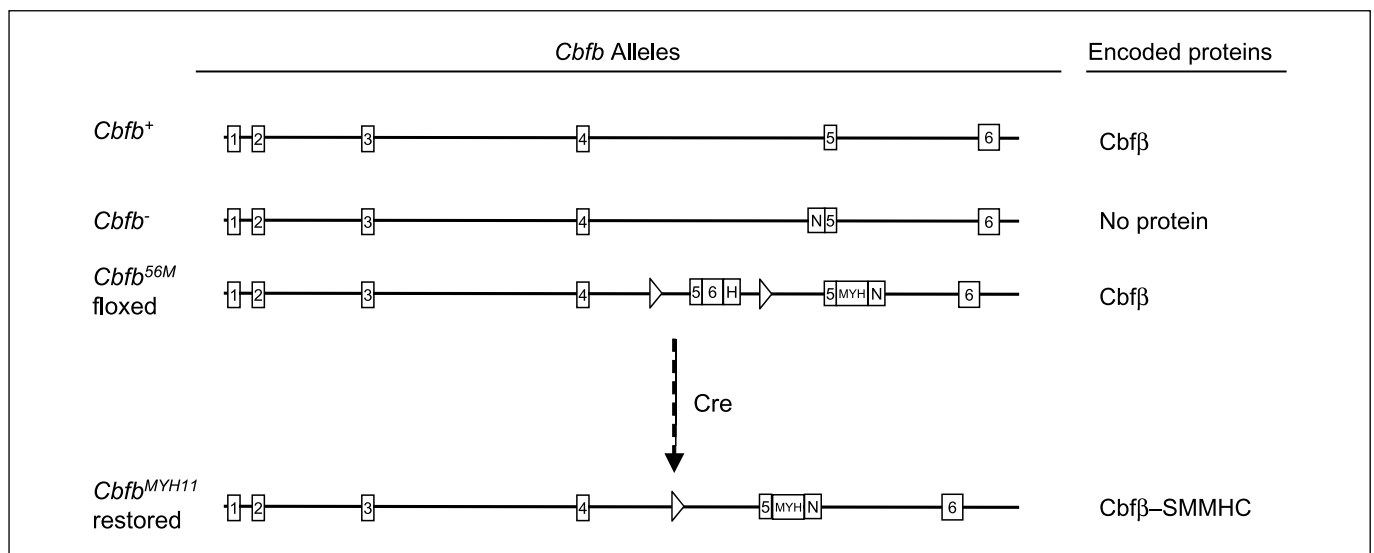 Cbfb Alleles Encoded proteins
Cbfb+ 1 2 3 4 5 6 Cbfβ
Cbfb- 1 2 3 4 N 5 6 No protein
Cbfb56M
floxed 1 2 3 4 5 6 H 5 MYH N 6 Cbfβ
Cre
CbfbMYH11
restored 1 2 3 4 5 MYH N 6 Cbfβ–SMMHC